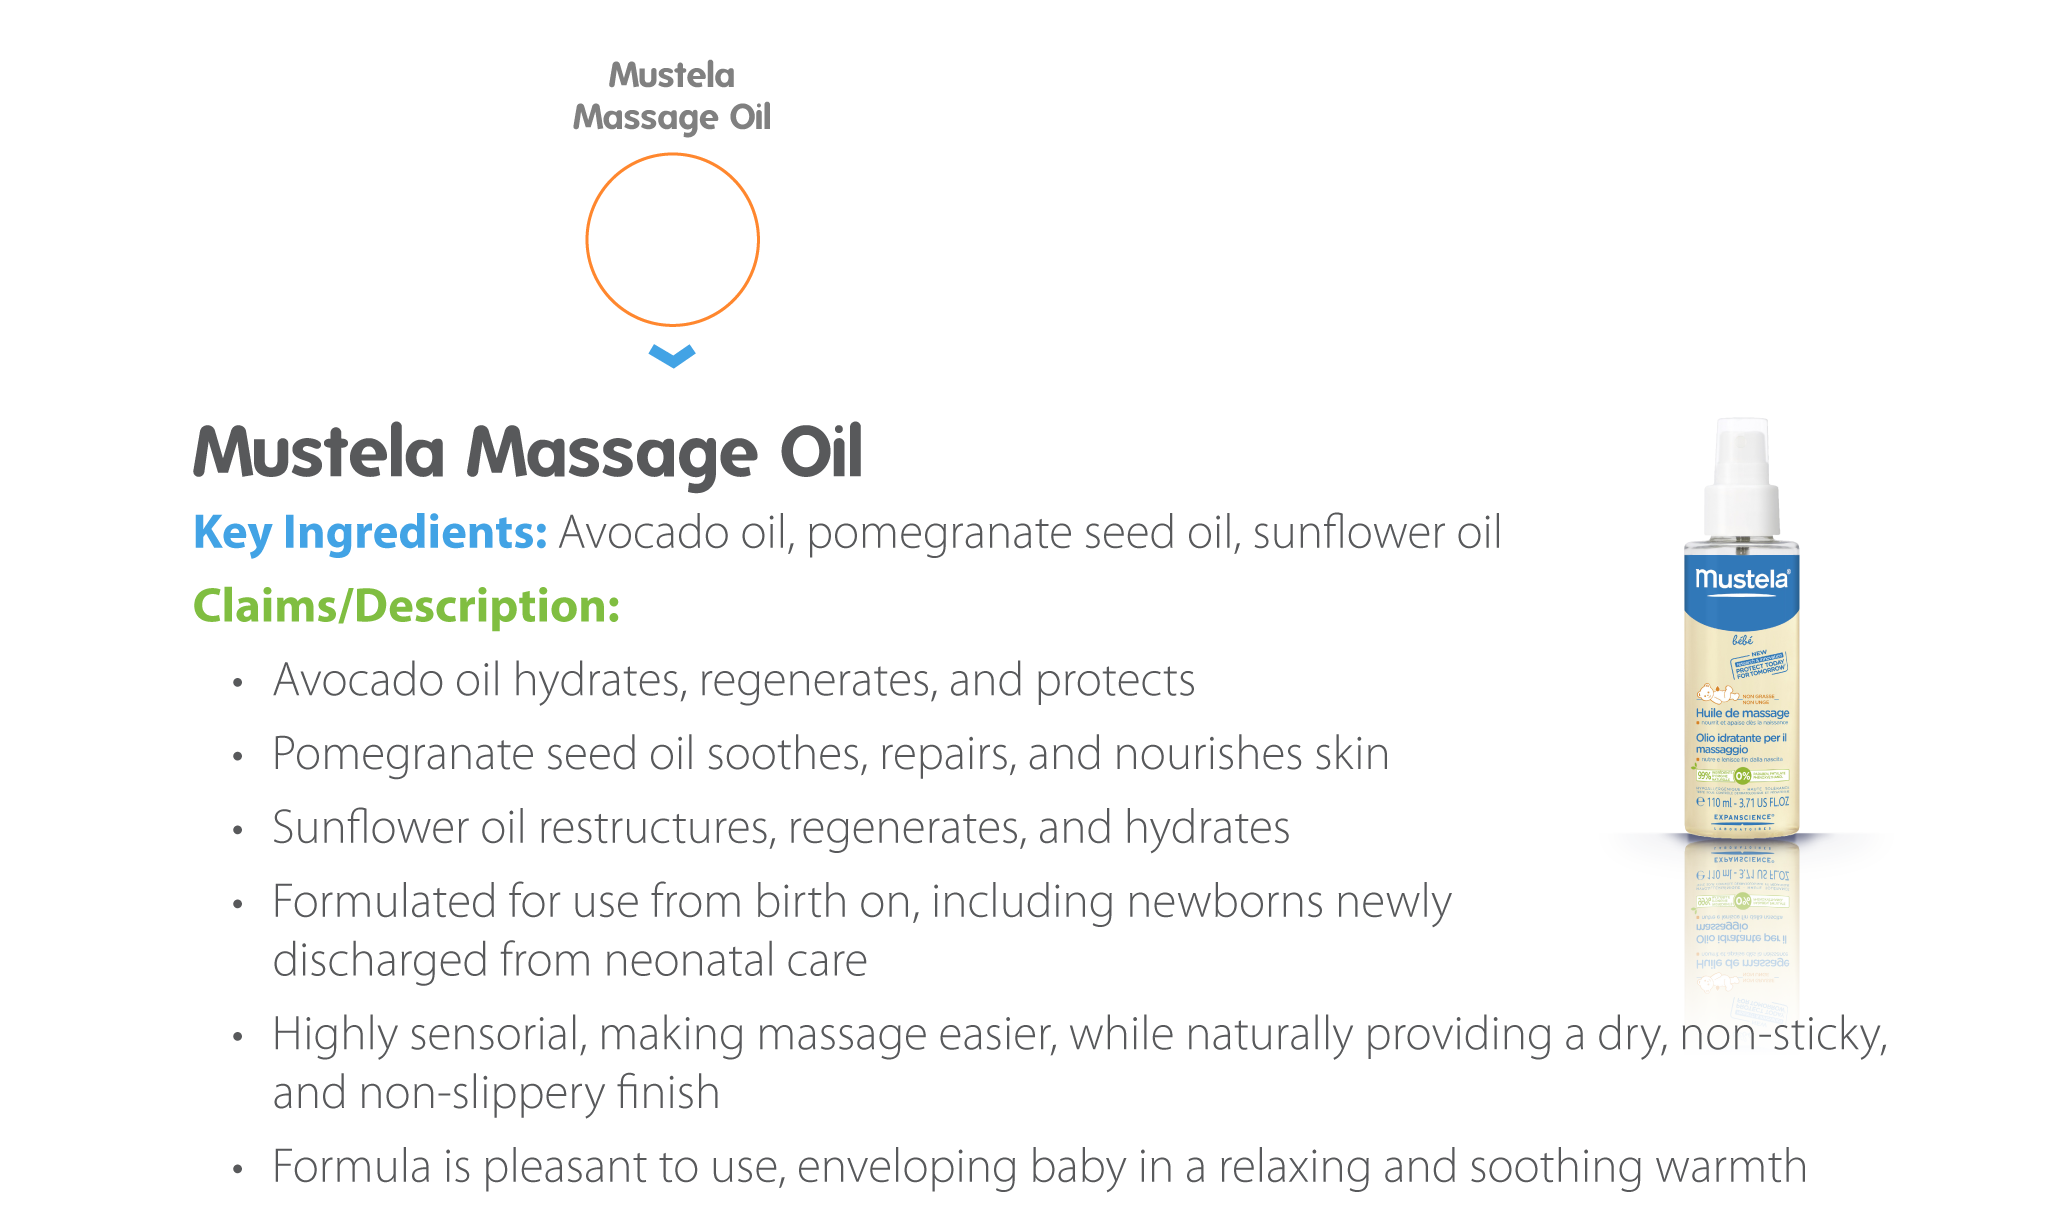 Mustela
Massage Oil
Mustela Massage Oil
Key Ingredients: Avocado oil, pomegranate seed oil, sunflower oil
Claims/Description:
• Avocado oil hydrates, regenerates, and protects
• Pomegranate seed oil soothes, repairs, and nourishes skin
• Sunflower oil restructures, regenerates, and hydrates
• Formulated for use from birth on, including newborns newly
discharged from neonatal care
• Highly sensorial, making massage easier, while naturally providing a dry, non-sticky,
and non-slippery finish
• Formula is pleasant to use, enveloping baby in a relaxing and soothing warmth
mustela®
bébé
NEW
PROTECT TODAY
FOR TOMORROW
NON GRASSE
NON UNGE
Huile de massage
• nourrit et apaise dès la naissance
Olio idratante per il
massaggio
• nutre e lenisce fin dalla nascita
99%
0%
℮ 110 ml - 3.71 US FL.OZ
EXPANSCIENCE®
LABORATOIRES